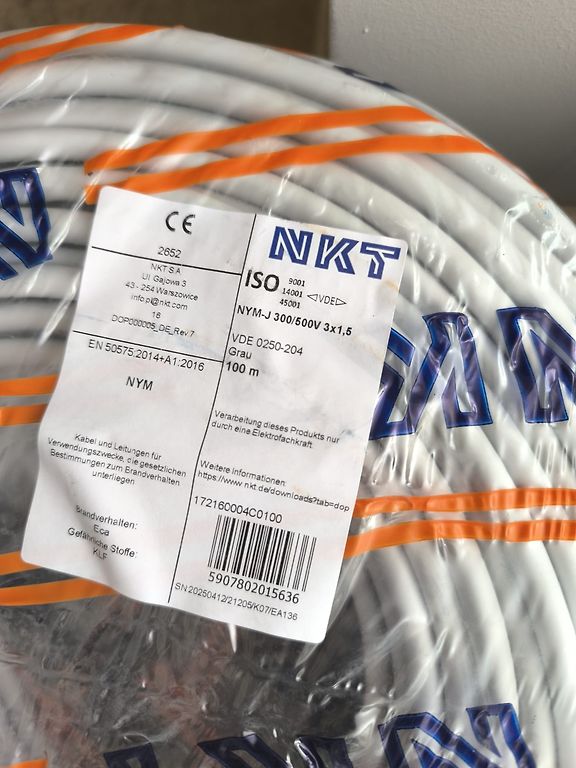 CE
2652
NKT S.A.
Ul Gajowa 3
43 - 254 Warszowice
info.pl@nkt.com
16
DOP000005_DE_Rev 7
EN 50575:2014+A1:2016
NYM
Kabel und Leitungen für
Verwendungszwecke, die gesetzlichen
Bestimmungen zum Brandverhalten
unterliegen
Brandverhalten:
Eca
Gefährliche Stoffe:
KLF
NKT
ISO
9001
14001
45001
VDE
NYM-J 300/500V 3x1,5
VDE 0250-204
Grau
100 m
Verarbeitung dieses Produkts nur
durch eine Elektrofachkraft.
Weitere Informationen:
https://www.nkt.de/downloads?tab=dop
172160004C0100
5907802015636
SN:20250412/21205/K07/EA136